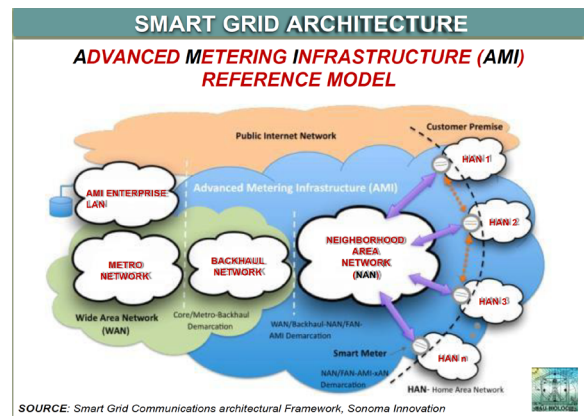 SMART GRID ARCHITECTURE
ADVANCED METERING INFRASTRUCTURE (AMI)
REFERENCE MODEL
Public Internet Network
Customer Premise
HAN 1
AMI ENTERPRISE
LAN
Advanced Metering Infrastructure (AMI)
HAN 2
METRO
NETWORK
BACKHAUL
NETWORK
NEIGHBORHOOD
AREA
NETWORK
(NAN)
HAN 3
Wide Area Network
(WAN)
Core/Metro-Backhaul
Demarcation
WAN/Backhaul-NAN/FAN-
AMI Demarcation
Smart Meter
HAN n
NAN/FAN-AMI-xAN
Demarcation
HAN- Home Area Network
SOURCE: Smart Grid Communications architectural Framework, Sonoma Innovation